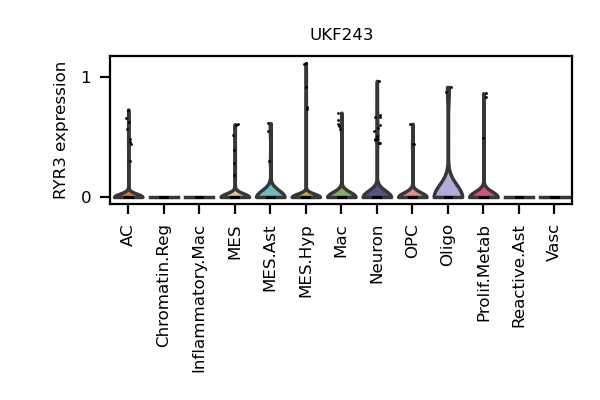 UKF243
RYR3 expression
1
0
AC
Chromatin.Reg
Inflammatory.Mac
MES
MES.Ast
MES.Hyp
Mac
Neuron
OPC
Oligo
Prolif.Metab
Reactive.Ast
Vasc